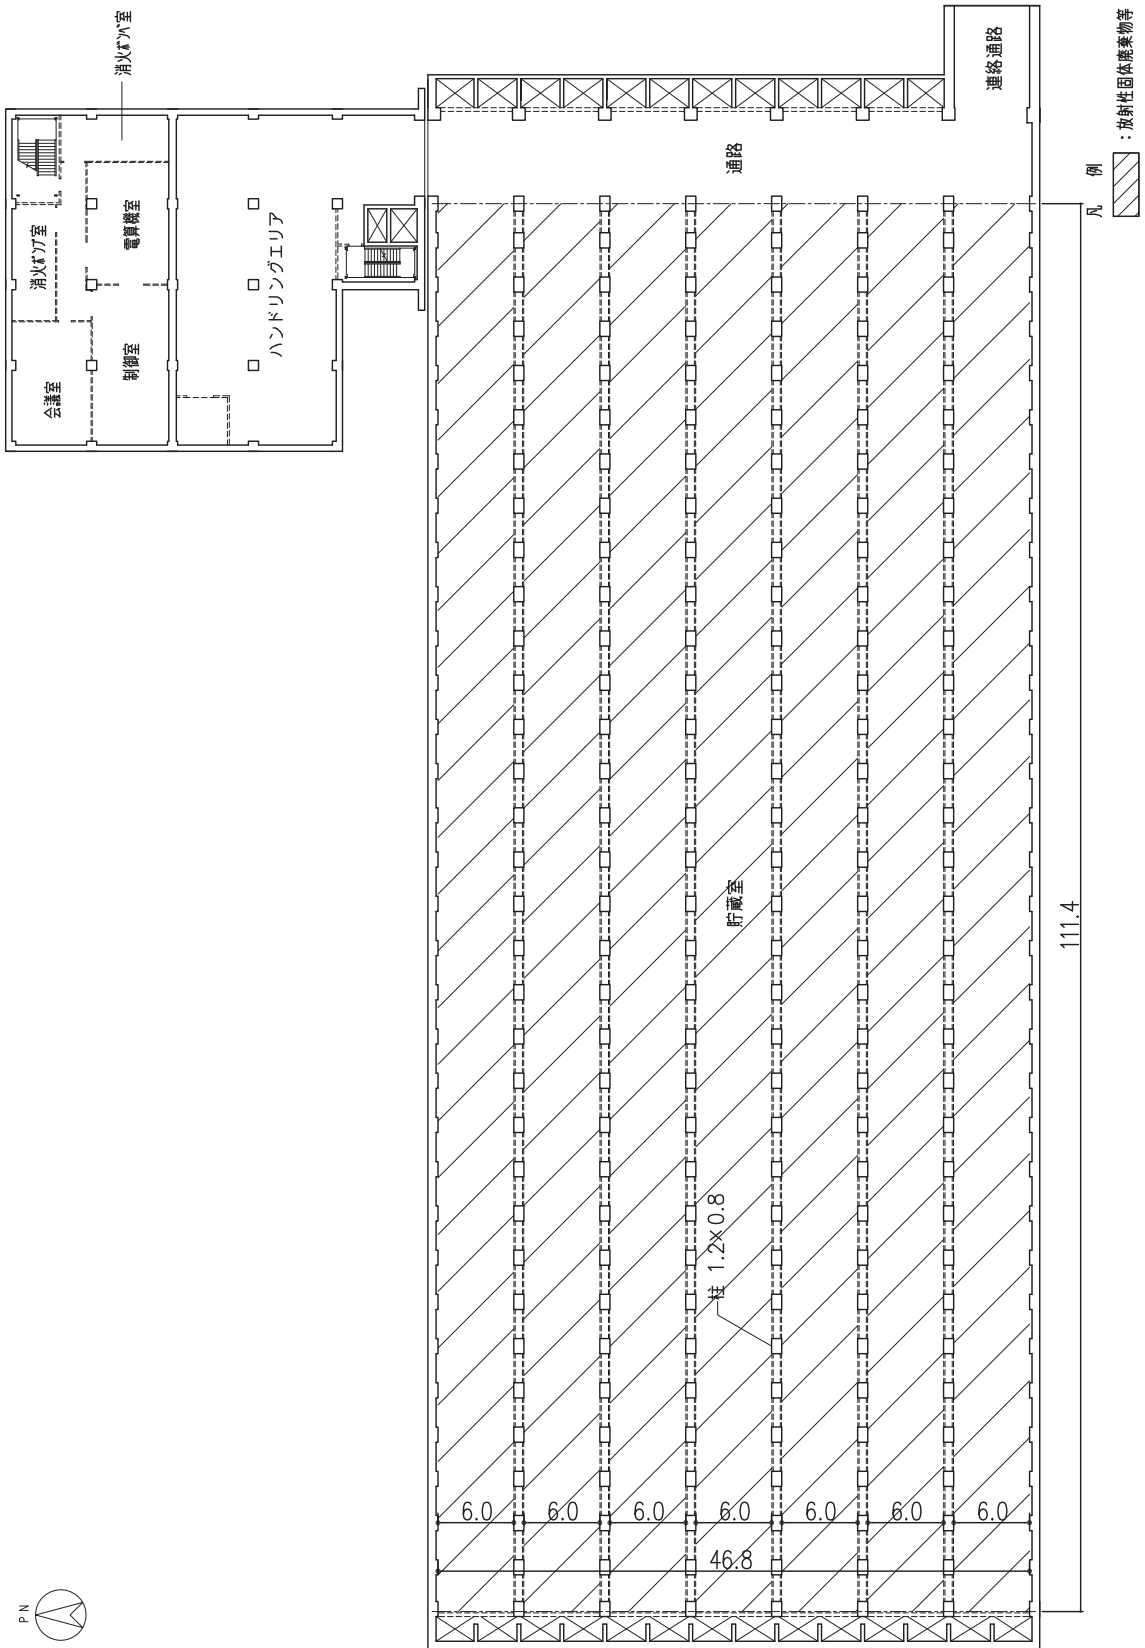 消火ボンベ室
消火ポンプ室
電算機室
会議室
制御室
ハンドリングエリア
連絡通路
通路
凡 例
：放射性固体廃棄物等
貯蔵室
111.4
柱 1.2×0.8
6.0
6.0
6.0
6.0
6.0
6.0
6.0
46.8
PN